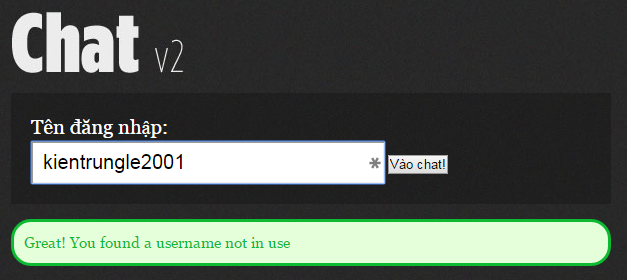 Chat v2
Tên đăng nhập:
kientrungle2001 Vào chat!
Great! You found a username not in use